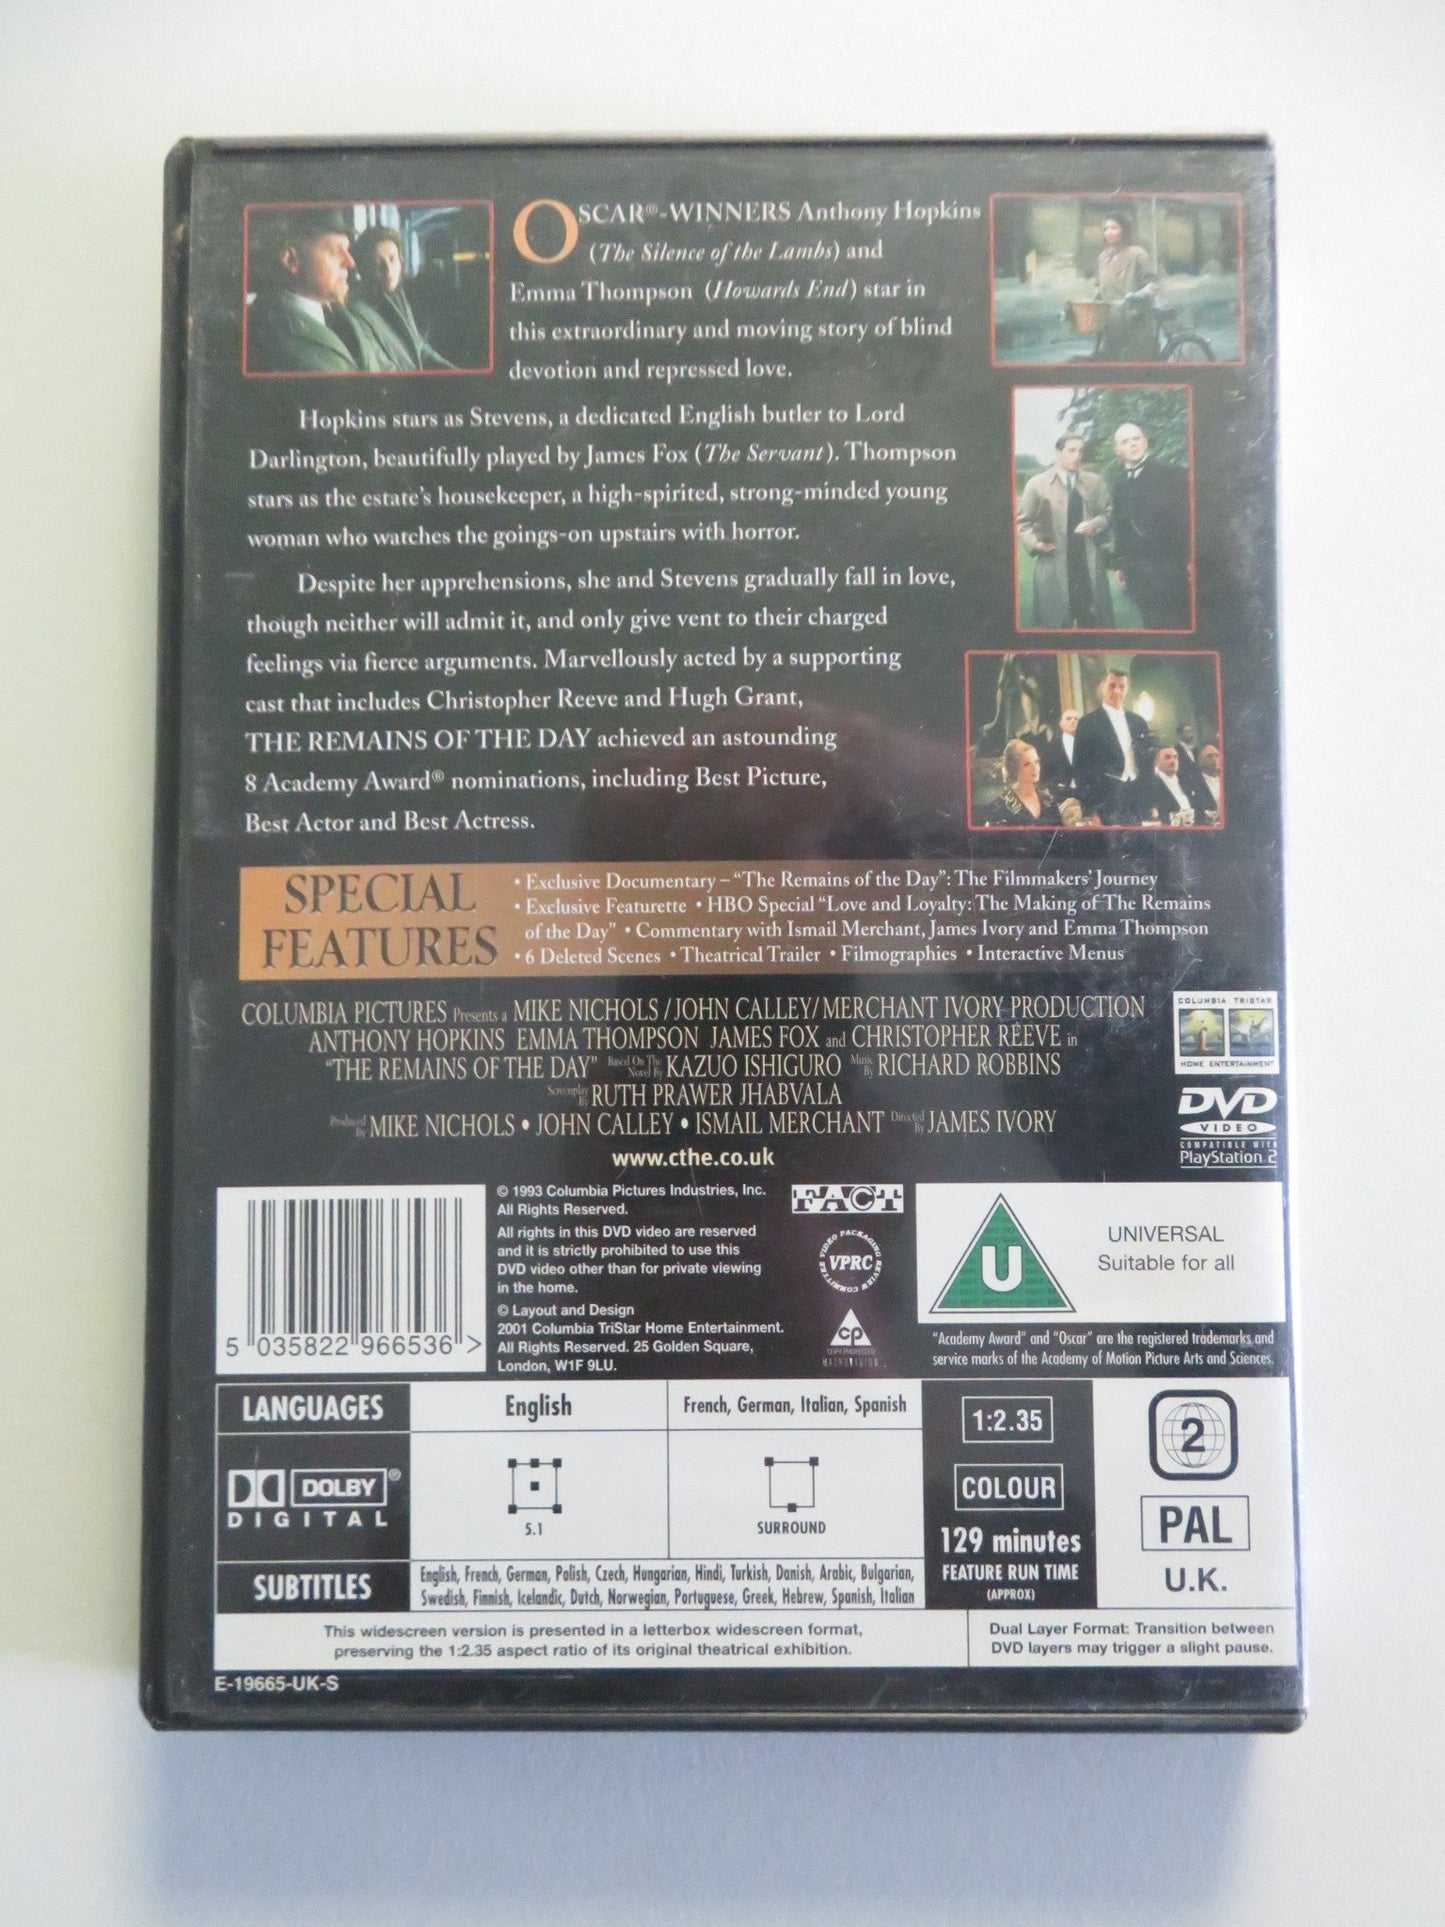 OSCAR®-WINNERS Anthony Hopkins
(The Silence of the Lambs) and
Emma Thompson (Howards End) star in
this extraordinary and moving story of blind
devotion and repressed love.
Hopkins stars as Stevens, a dedicated English butler to Lord
Darlington, beautifully played by James Fox (The Servant). Thompson
stars as the estate's housekeeper, a high-spirited, strong-minded young
woman who watches the goings-on upstairs with horror.
Despite her apprehensions, she and Stevens gradually fall in love,
though neither will admit it, and only give vent to their charged
feelings via fierce arguments. Marvellously acted by a supporting
cast that includes Christopher Reeve and Hugh Grant,
THE REMAINS OF THE DAY achieved an astounding
8 Academy Award® nominations, including Best Picture,
Best Actor and Best Actress.
SPECIAL
FEATURES
• Exclusive Documentary – “The Remains of the Day”: The Filmmakers' Journey
• Exclusive Featurette • HBO Special “Love and Loyalty: The Making of The Remains
of the Day” • Commentary with Ismail Merchant, James Ivory and Emma Thompson
• 6 Deleted Scenes • Theatrical Trailer • Filmographies • Interactive Menus
COLUMBIA PICTURES Presents a MIKE NICHOLS/JOHN CALLEY/MERCHANT IVORY PRODUCTION
ANTHONY HOPKINS EMMA THOMPSON JAMES FOX and CHRISTOPHER REEVE in
“THE REMAINS OF THE DAY” Based On The Novel By KAZUO ISHIGURO Music By RICHARD ROBBINS
Screenplay By RUTH PRAWER JHABVALA
Produced By MIKE NICHOLS • JOHN CALLEY • ISMAIL MERCHANT Directed By JAMES IVORY
www.cthe.co.uk
COLUMBIA TRISTAR
HOME ENTERTAINMENT
DVD
VIDEO
COMPATIBLE WITH
PlayStation 2
5 035822 966536 >
© 1993 Columbia Pictures Industries, Inc.
All Rights Reserved.
All rights in this DVD video are reserved
and it is strictly prohibited to use this
DVD video other than for private viewing
in the home.
© Layout and Design
2001 Columbia TriStar Home Entertainment.
All Rights Reserved. 25 Golden Square,
London, W1F 9LU.
FACT
VIDEO PACKAGING REVIEW COMMITTEE
VPRC
CP
COPY PROTECTED
MACROVISION
U
UNIVERSAL
Suitable for all
“Academy Award” and “Oscar” are the registered trademarks and
service marks of the Academy of Motion Picture Arts and Sciences.
LANGUAGES
English
French, German, Italian, Spanish
DOLBY®
DIGITAL
5.1
SURROUND
SUBTITLES
English, French, German, Polish, Czech, Hungarian, Hindi, Turkish, Danish, Arabic, Bulgarian,
Swedish, Finnish, Icelandic, Dutch, Norwegian, Portuguese, Greek, Hebrew, Spanish, Italian
1:2.35
COLOUR
129 minutes
FEATURE RUN TIME
(APPROX)
2
PAL
U.K.
This widescreen version is presented in a letterbox widescreen format,
preserving the 1:2.35 aspect ratio of its original theatrical exhibition.
Dual Layer Format: Transition between
DVD layers may trigger a slight pause.
E-19665-UK-S